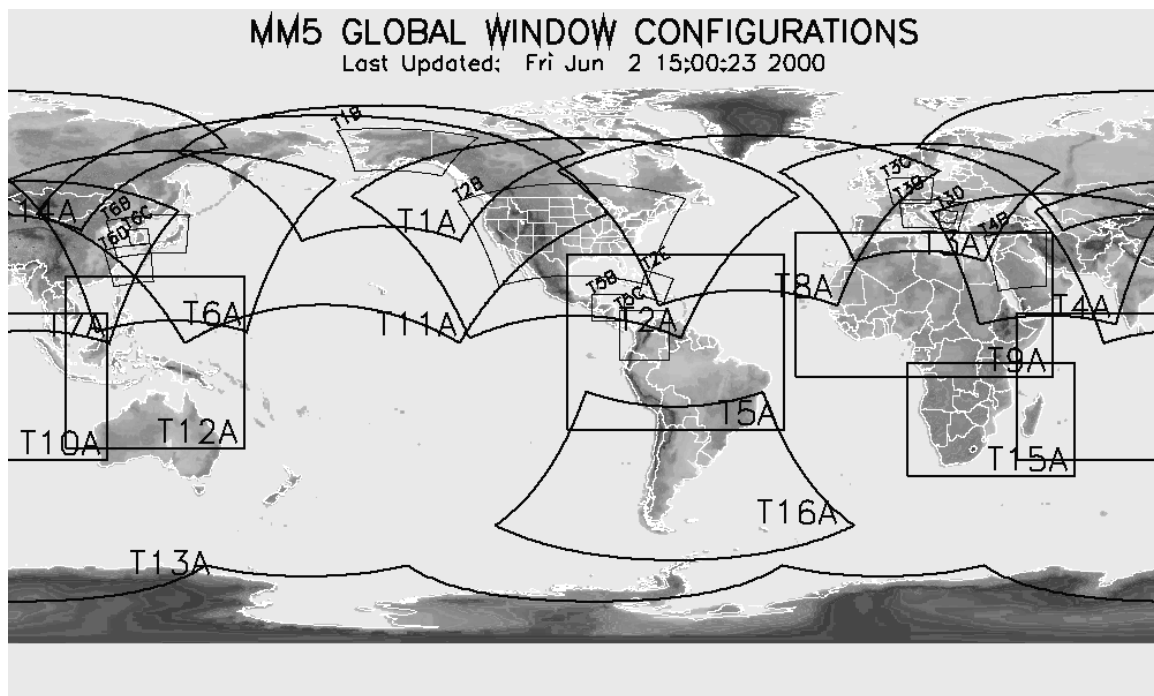 MM5 GLOBAL WINDOW CONFIGURATIONS
Last Updated: Fri Jun 2 15:00:23 2000
T1B
T3C
T2B
T3B
T3D
T14A
T6B
T6C
T1A
T4B
T6D
T3A
T2E
T5B
T8A
T5C
T4A
T6A
T7A
T11A
T2A
T9A
T5A
T12A
T10A
T15A
T16A
T13A